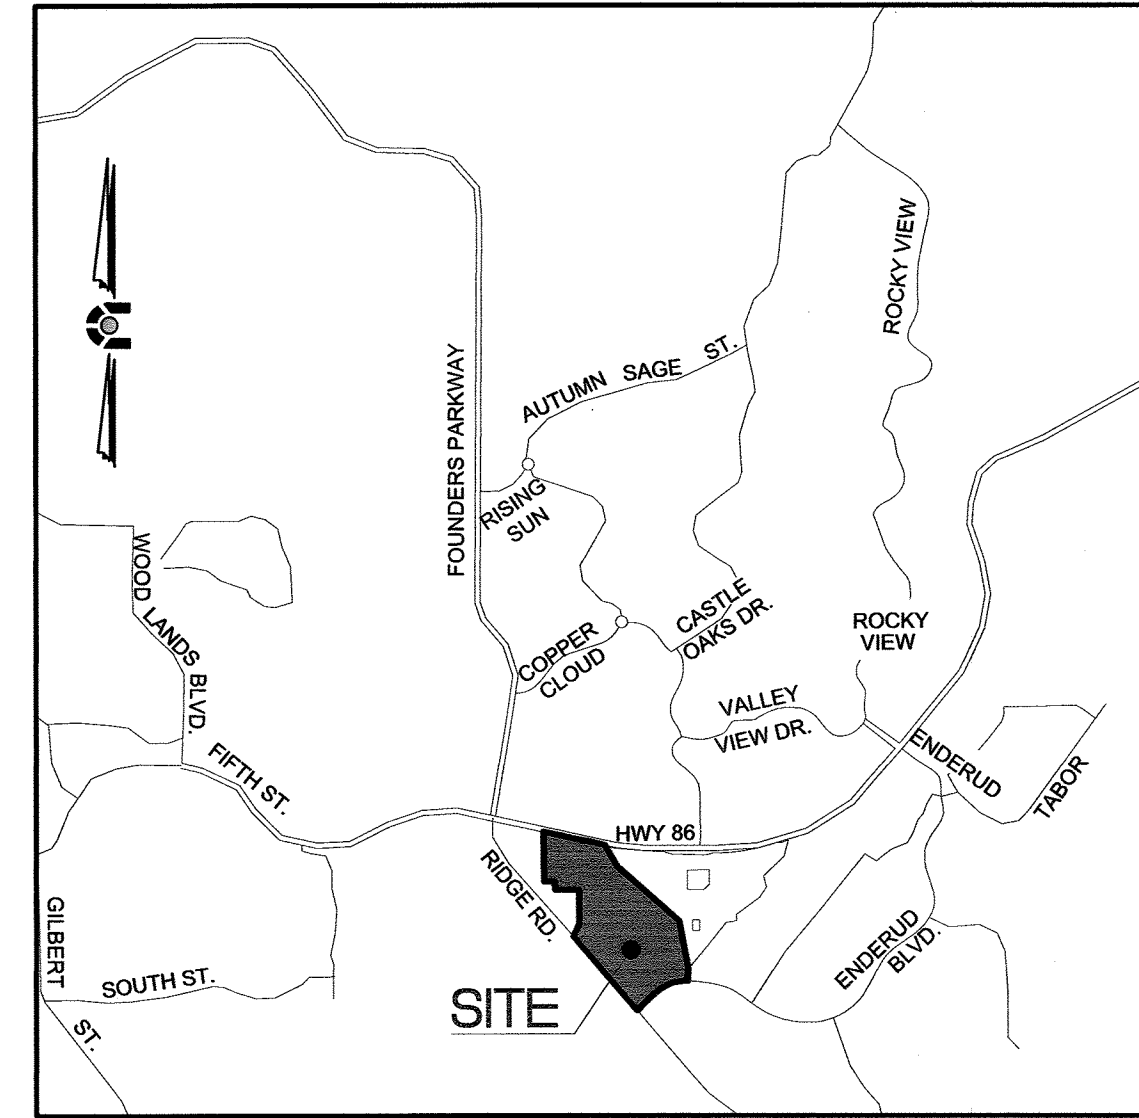 ROCKY VIEW
AUTUMN SAGE ST.
FOUNDERS PARKWAY
RISING
SUN
WOOD
LANDS BLVD.
CASTLE
OAKS DR.
COPPER
CLOUD
ROCKY
VIEW
VALLEY
VIEW DR.
FIFTH ST.
ENDERUD
TABOR
HWY 86
RIDGE RD.
GILBERT
ST.
SOUTH ST.
ENDERUD
BLVD.
SITE